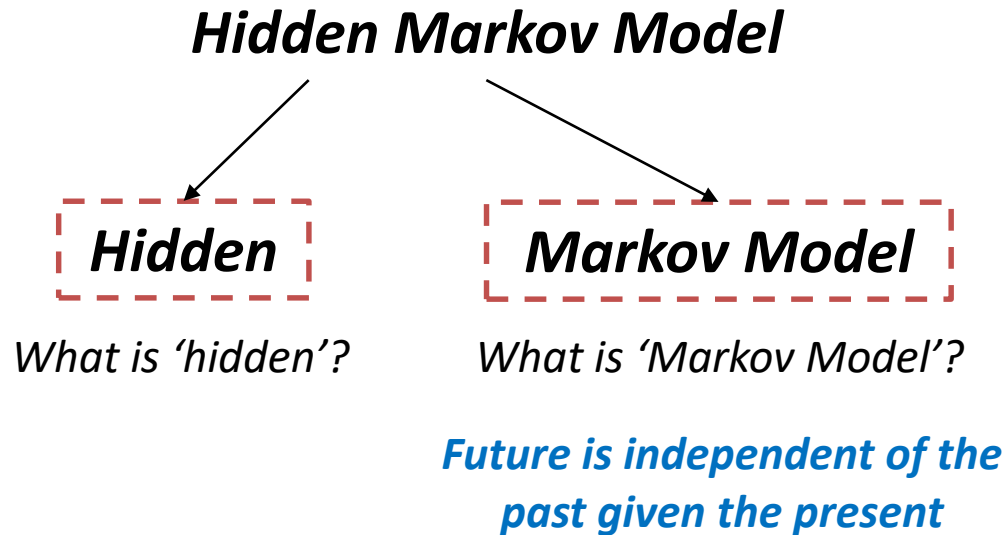 Hidden Markov Model
Hidden
Markov Model
What is ‘hidden’?
What is ‘Markov Model’?
Future is independent of the
past given the present